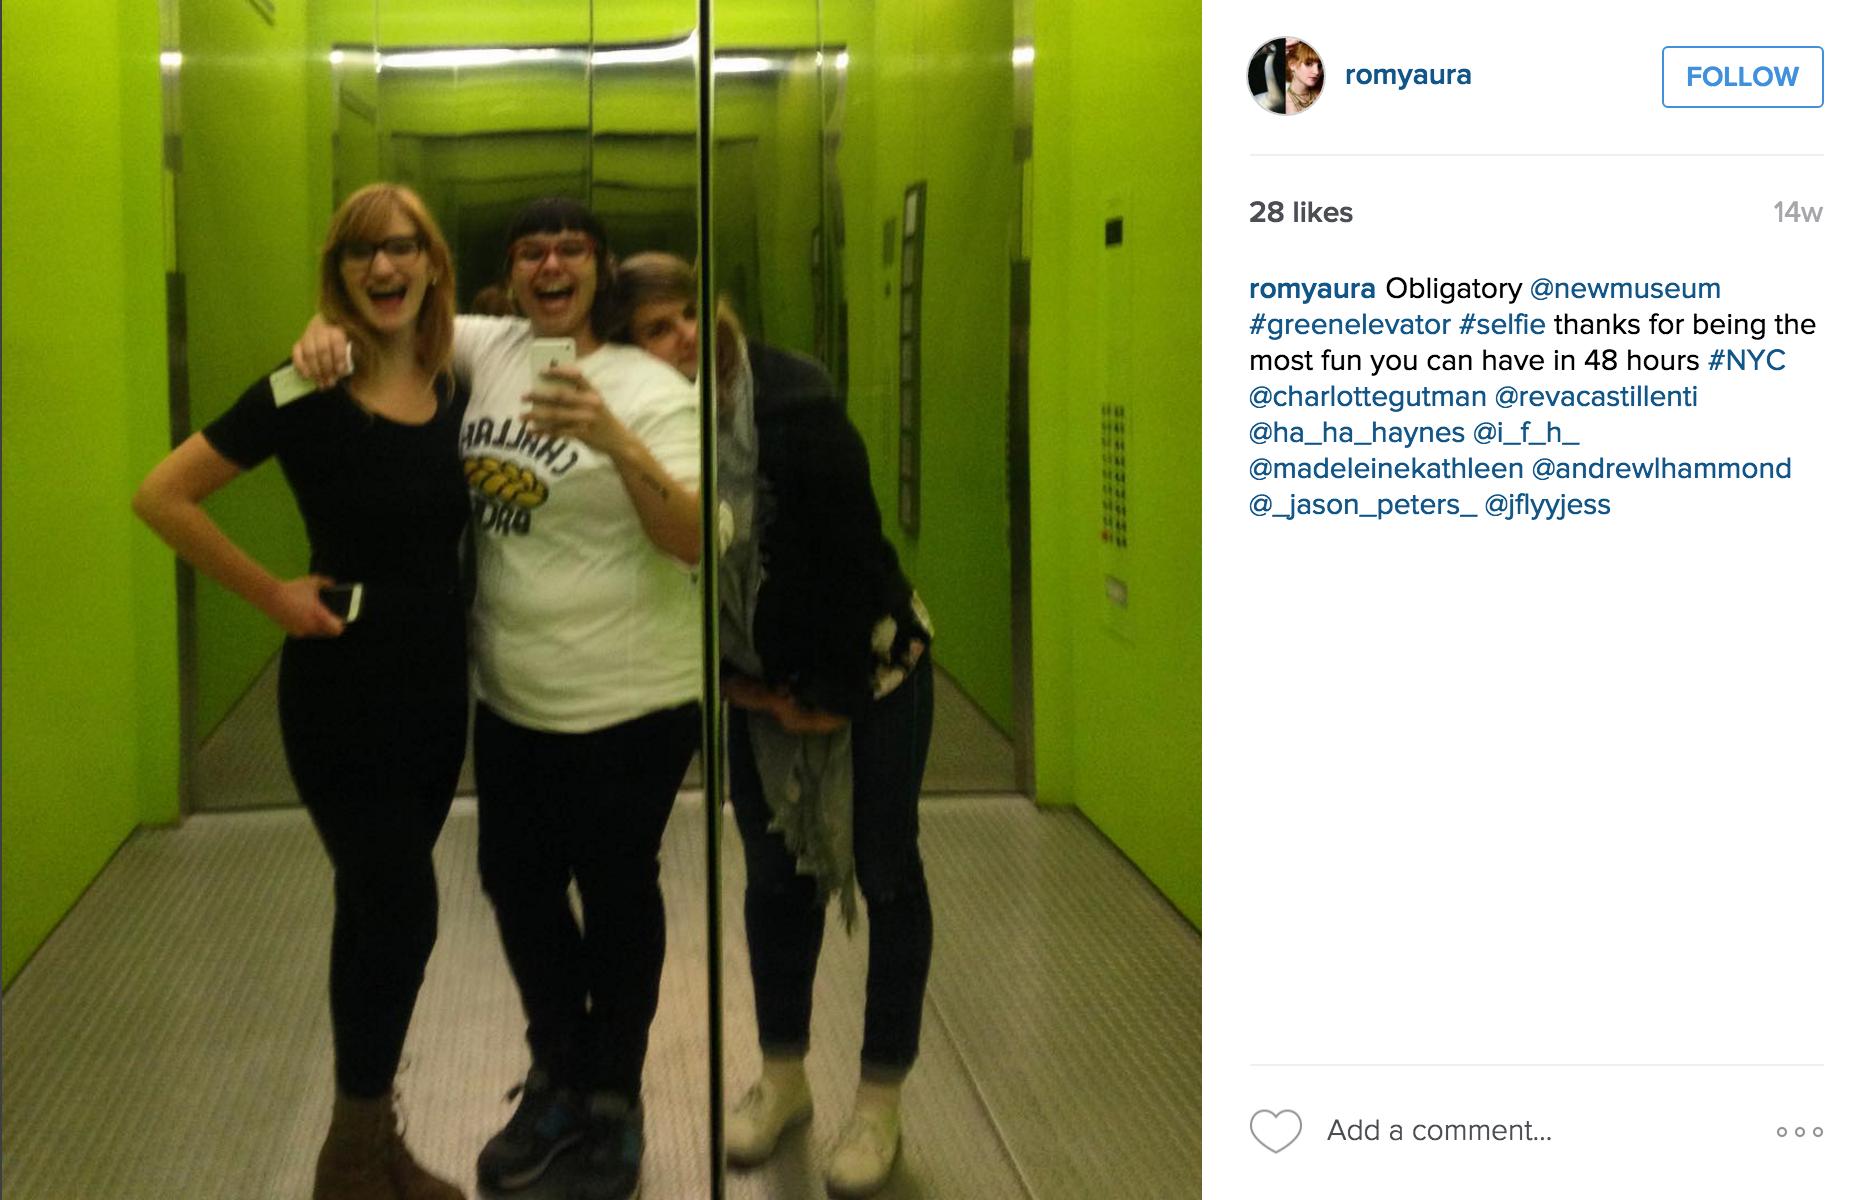 romyaura
FOLLOW
28 likes
14w
romyaura Obligatory @newmuseum
#greenelevator #selfie thanks for being the
most fun you can have in 48 hours #NYC
@charlottegutman @revacastillenti
@ha_ha_haynes @i_f_h_
@madeleinekathleen @andrewlhammond
@_jason_peters_ @jflyyjess
Add a comment...
CHALLAH